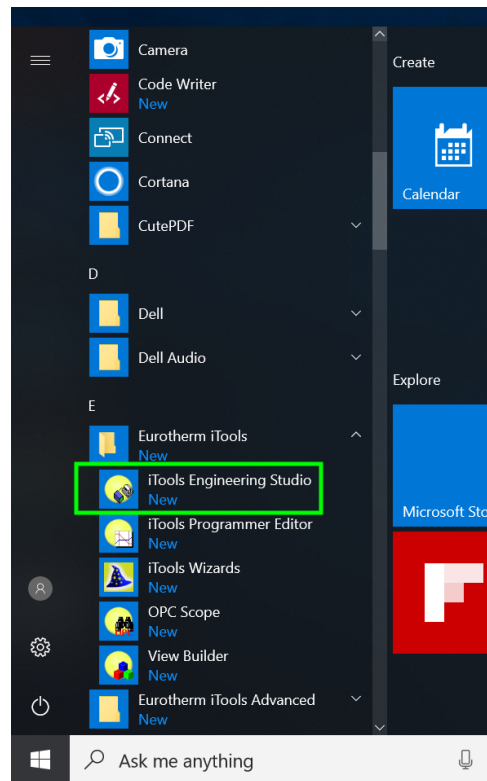 Camera
Create
Code Writer
New
Connect
Cortana
Calendar
CutePDF
D
Dell
Dell Audio
Explore
E
Eurotherm iTools
New
iTools Engineering Studio
New
Microsoft Sto
iTools Programmer Editor
New
iTools Wizards
New
OPC Scope
New
View Builder
New
Eurotherm iTools Advanced
New
Ask me anything